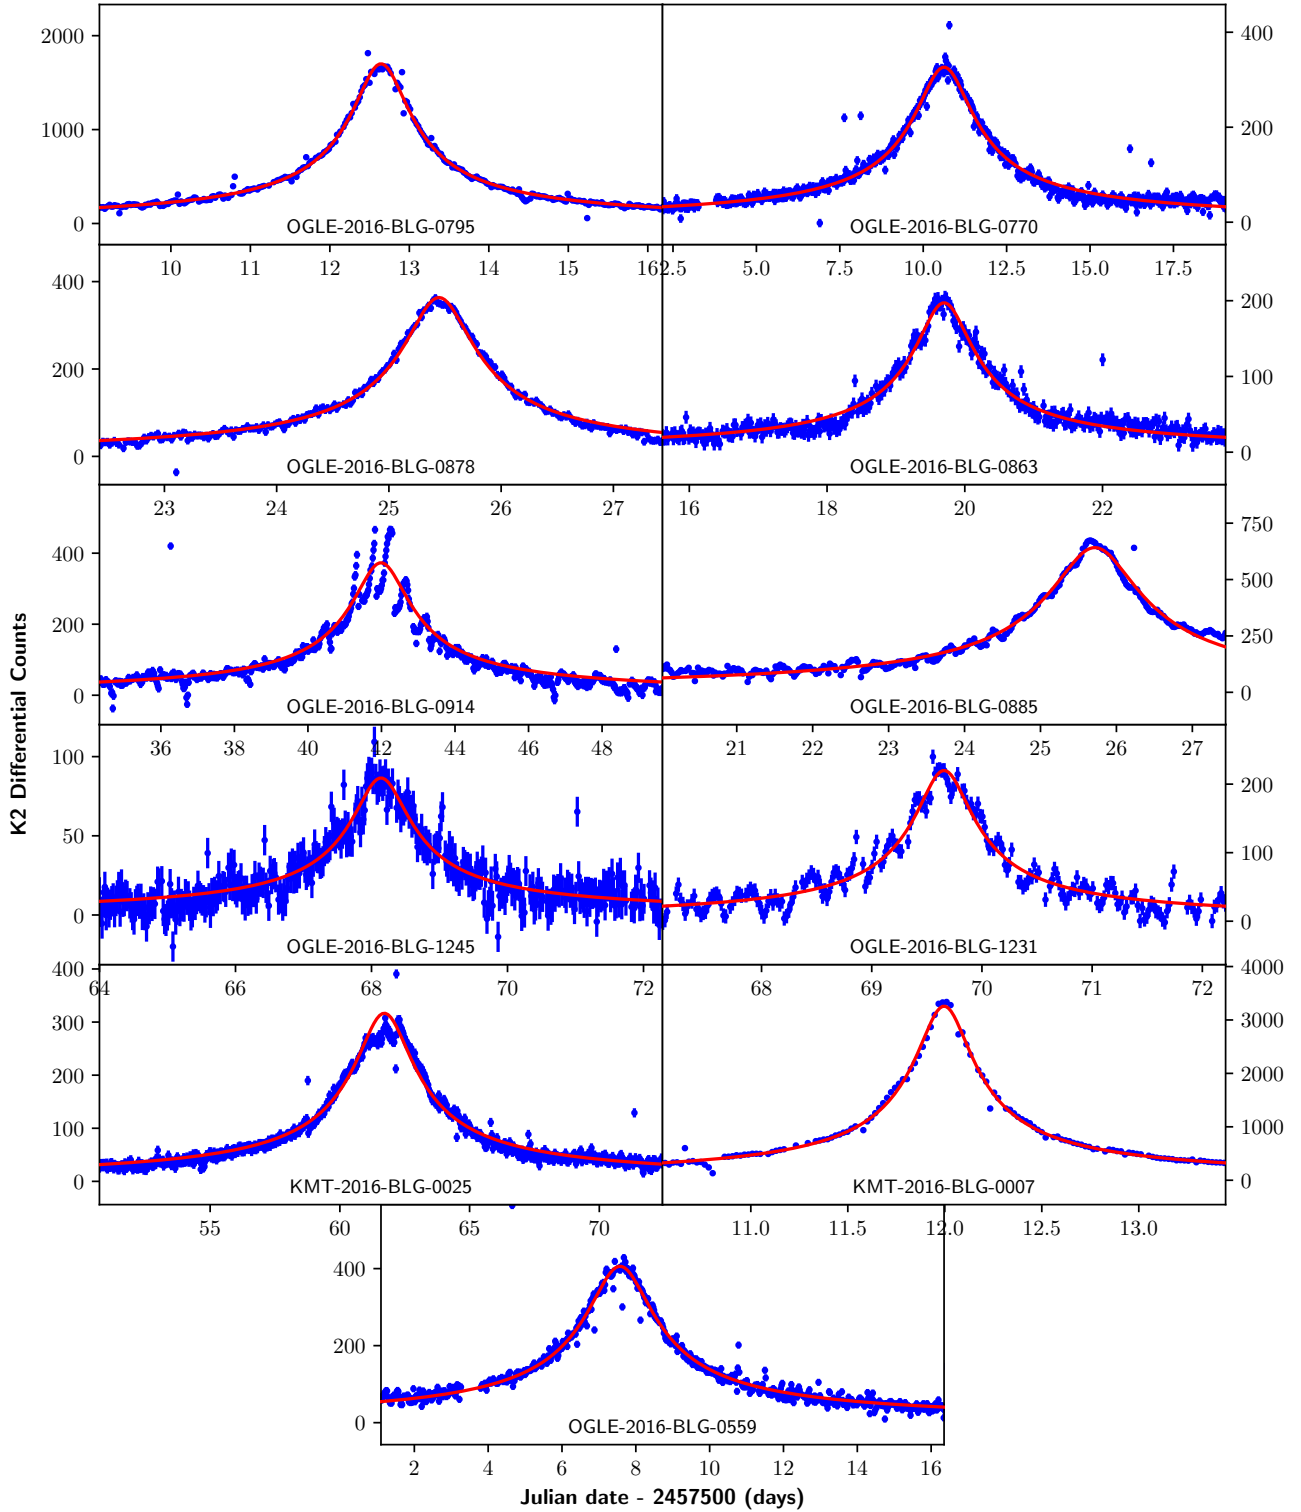 2000
1000
0
400
200
0
OGLE-2016-BLG-0795
OGLE-2016-BLG-0770
10 11 12 13 14 15 16
2.5 5.0 7.5 10.0 12.5 15.0 17.5
400
200
0
200
100
0
OGLE-2016-BLG-0878
OGLE-2016-BLG-0863
23 24 25 26 27
16 18 20 22
400
200
0
750
500
250
0
OGLE-2016-BLG-0914
OGLE-2016-BLG-0885
36 38 40 42 44 46 48
21 22 23 24 25 26 27
K2 Differential Counts
100
50
0
200
100
0
OGLE-2016-BLG-1245
OGLE-2016-BLG-1231
64 66 68 70 72
68 69 70 71 72
400
300
200
100
0
4000
3000
2000
1000
0
KMT-2016-BLG-0025
KMT-2016-BLG-0007
55 60 65 70
11.0 11.5 12.0 12.5 13.0
400
200
0
OGLE-2016-BLG-0559
2 4 6 8 10 12 14 16
Julian date - 2457500 (days)